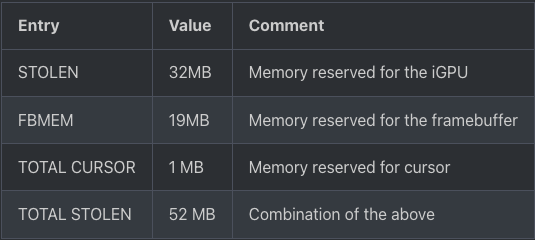 Entry Value Comment
STOLEN 32MB Memory reserved for the iGPU
FBMEM 19MB Memory reserved for the framebuffer
TOTAL CURSOR 1 MB Memory reserved for cursor
TOTAL STOLEN 52 MB Combination of the above